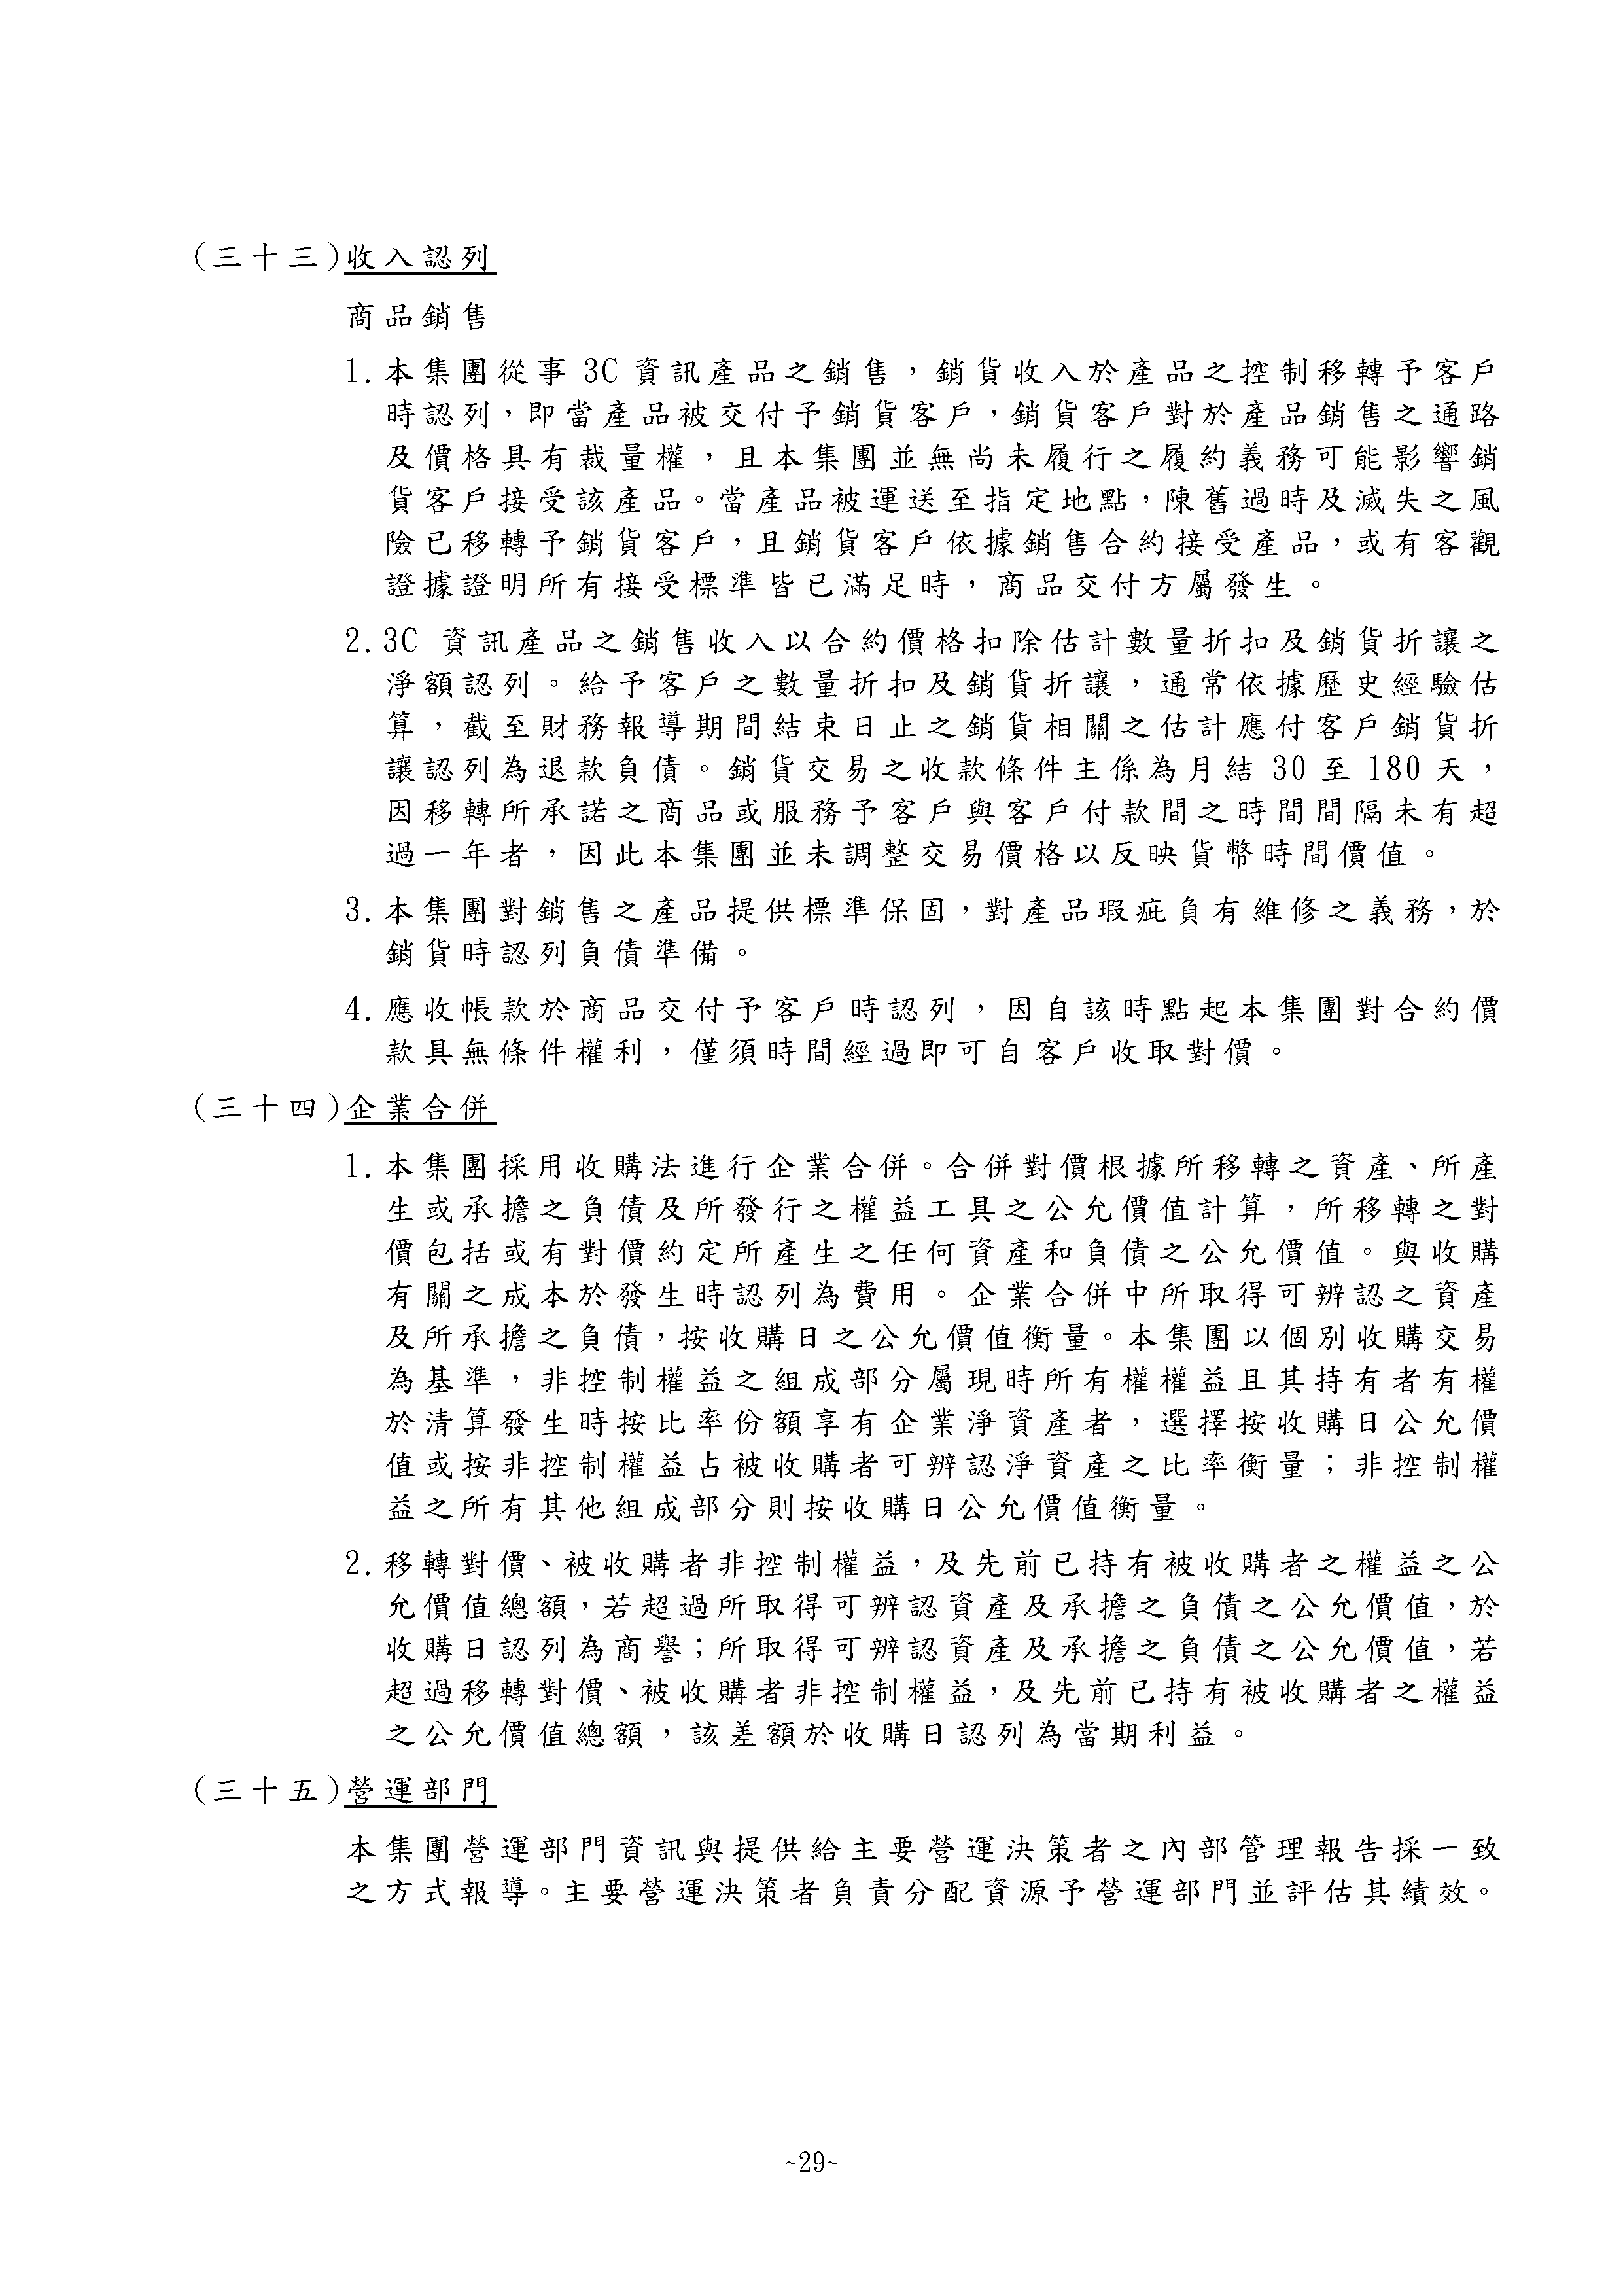 (三十三)收入認列
商品銷售
1.本集團從事 3C 資訊產品之銷售，銷貨收入於產品之控制移轉予客戶
時認列，即當產品被交付予銷貨客戶，銷貨客戶對於產品銷售之通路
及價格具有裁量權，且本集團並無尚未履行之履約義務可能影響銷
貨客戶接受該產品。當產品被運送至指定地點，陳舊過時及滅失之風
險已移轉予銷貨客戶，且銷貨客戶依據銷售合約接受產品，或有客觀
證據證明所有接受標準皆已滿足時，商品交付方屬發生。
2.3C 資訊產品之銷售收入以合約價格扣除估計數量折扣及銷貨折讓之
淨額認列。給予客戶之數量折扣及銷貨折讓，通常依據歷史經驗估
算，截至財務報導期間結束日止之銷貨相關之估計應付客戶銷貨折
讓認列為退款負債。銷貨交易之收款條件主係為月結 30 至 180 天，
因移轉所承諾之商品或服務予客戶與客戶付款間之時間間隔未有超
過一年者，因此本集團並未調整交易價格以反映貨幣時間價值。
3.本集團對銷售之產品提供標準保固，對產品瑕疵負有維修之義務，於
銷貨時認列負債準備。
4.應收帳款於商品交付予客戶時認列，因自該時點起本集團對合約價
款具無條件權利，僅須時間經過即可自客戶收取對價。
(三十四)企業合併
1.本集團採用收購法進行企業合併。合併對價根據所移轉之資產、所產
生或承擔之負債及所發行之權益工具之公允價值計算，所移轉之對
價包括或有對價約定所產生之任何資產和負債之公允價值。與收購
有關之成本於發生時認列為費用。企業合併中所取得可辨認之資產
及所承擔之負債，按收購日之公允價值衡量。本集團以個別收購交易
為基準，非控制權益之組成部分屬現時所有權權益且其持有者有權
於清算發生時按比率份額享有企業淨資產者，選擇按收購日公允價
值或按非控制權益占被收購者可辨認淨資產之比率衡量；非控制權
益之所有其他組成部分則按收購日公允價值衡量。
2.移轉對價、被收購者非控制權益，及先前已持有被收購者之權益之公
允價值總額，若超過所取得可辨認資產及承擔之負債之公允價值，於
收購日認列為商譽；所取得可辨認資產及承擔之負債之公允價值，若
超過移轉對價、被收購者非控制權益，及先前已持有被收購者之權益
之公允價值總額，該差額於收購日認列為當期利益。
(三十五)營運部門
本集團營運部門資訊與提供給主要營運決策者之內部管理報告採一致
之方式報導。主要營運決策者負責分配資源予營運部門並評估其績效。
~29~